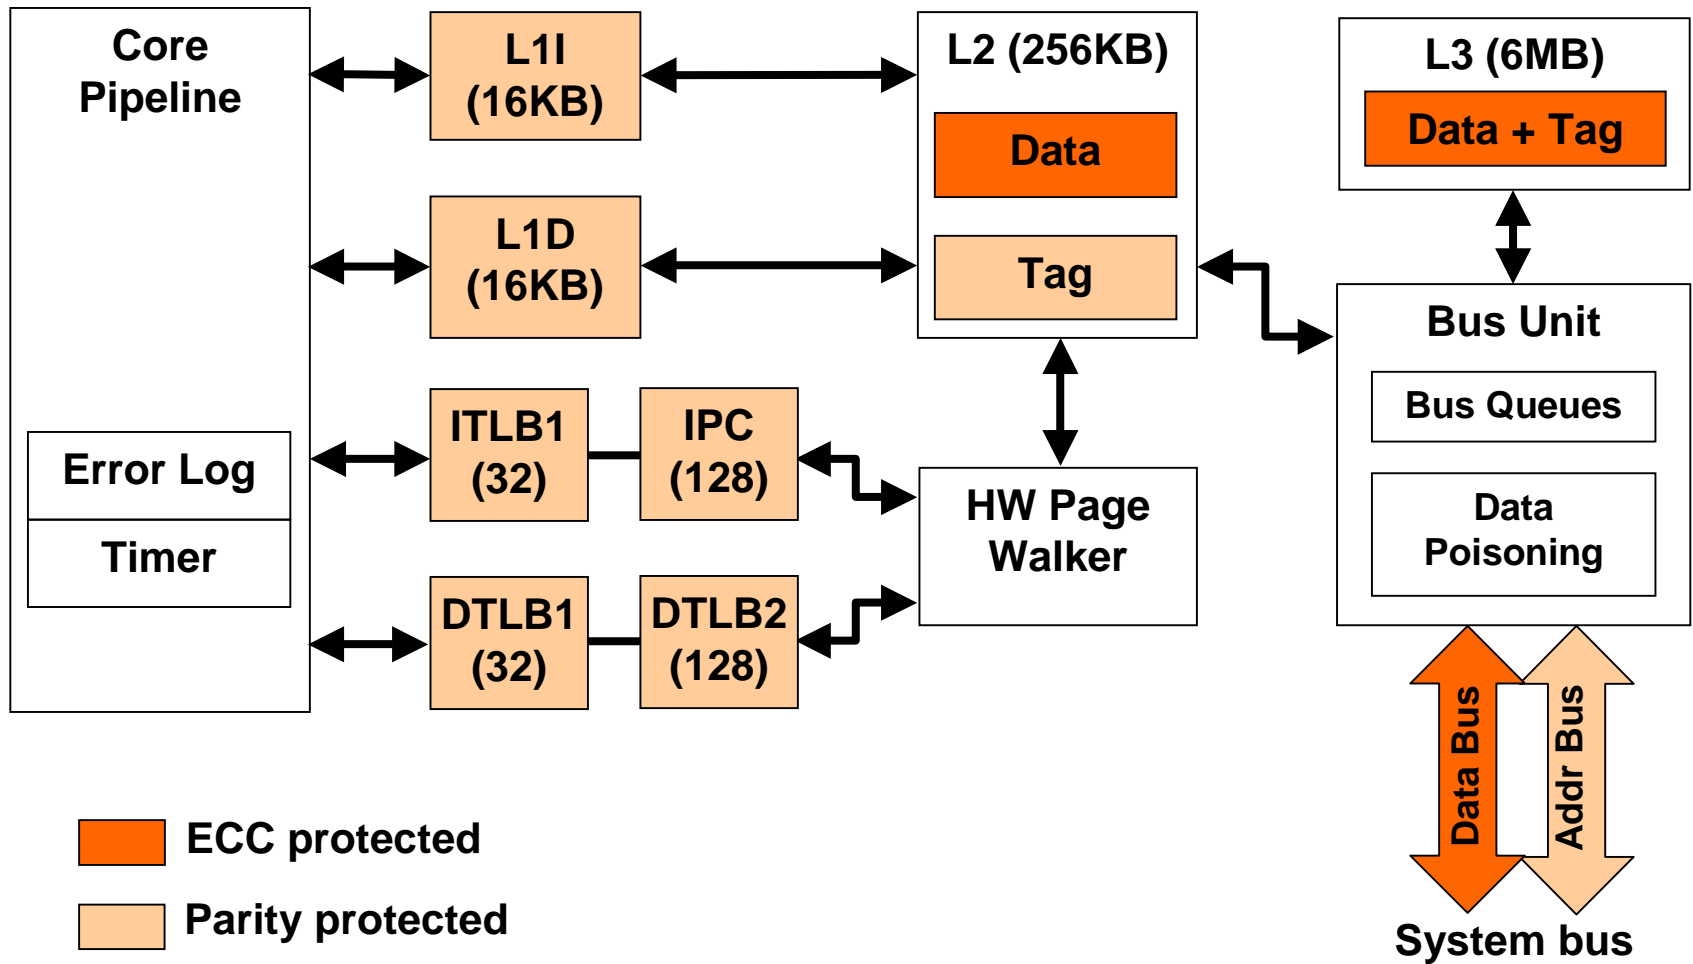 Core
Pipeline
Error Log
Timer
L1I
(16KB)
L1D
(16KB)
ITLB1
(32)
IPC
(128)
DTLB1
(32)
DTLB2
(128)
L2 (256KB)
Data
Tag
HW Page
Walker
L3 (6MB)
Data + Tag
Bus Unit
Bus Queues
Data
Poisoning
Data Bus
Addr Bus
System bus
ECC protected
Parity protected